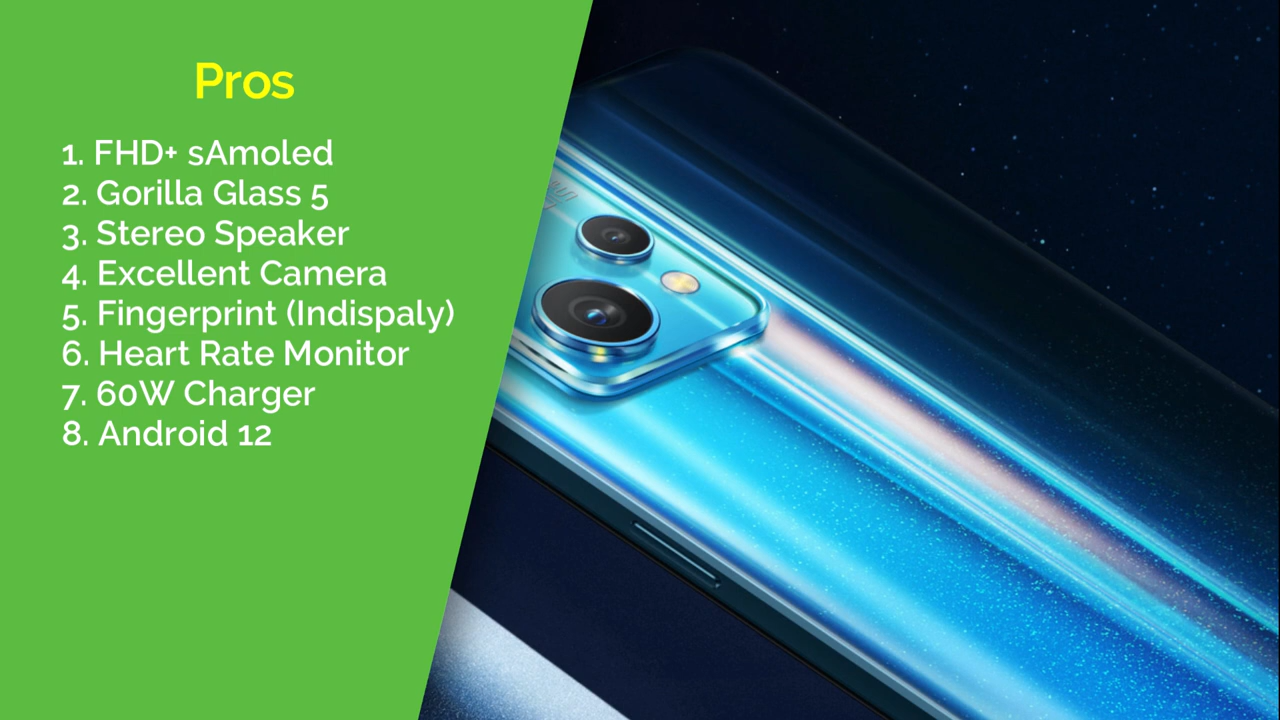 Pros
1. FHD+ sAmoled
2. Gorilla Glass 5
3. Stereo Speaker
4. Excellent Camera
5. Fingerprint (Indispaly)
6. Heart Rate Monitor
7. 60W Charger
8. Android 12